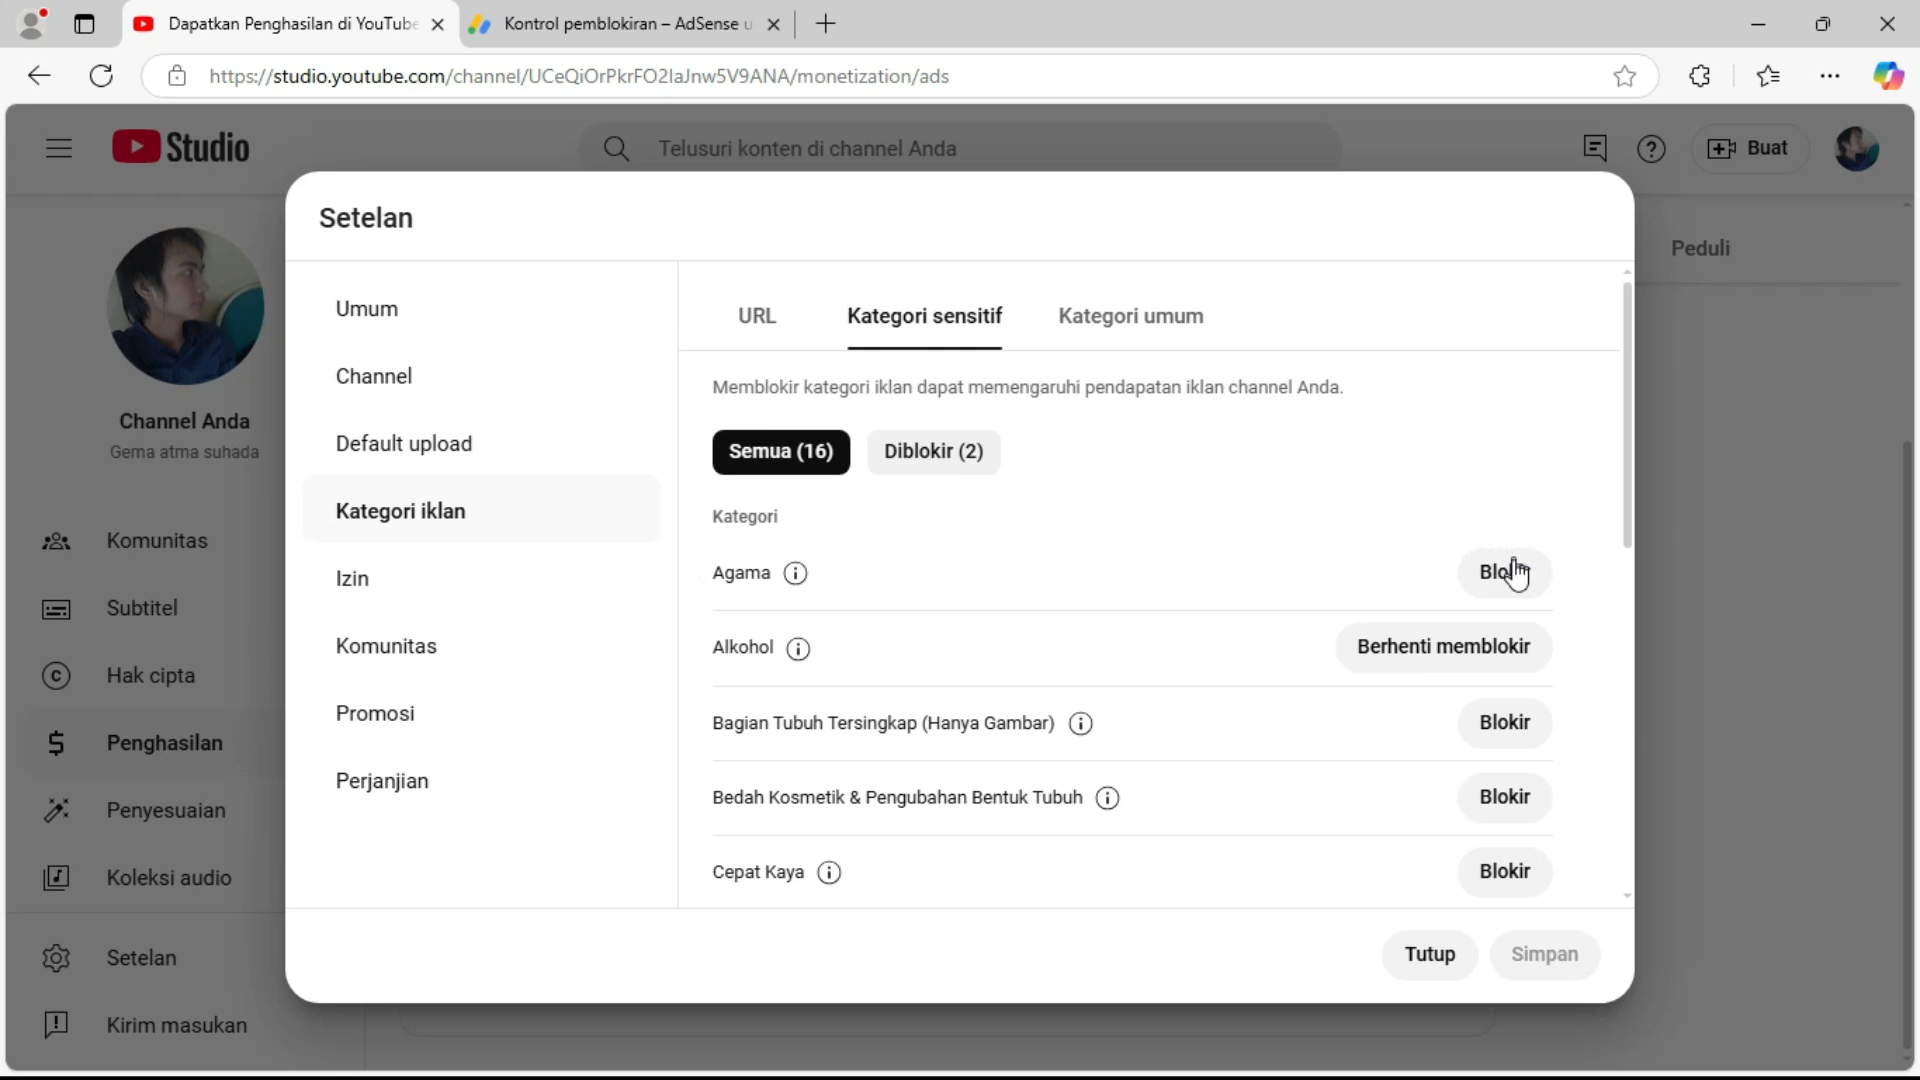 Dapatkan Penghasilan di YouTube
Kontrol pemblokiran – AdSense u
https://studio.youtube.com/channel/UCeQiOrPkrFO2IaJnw5V9ANA/monetization/ads
Studio
Telusuri konten di channel Anda
Buat
Setelan
Peduli
Umum
Channel
Default upload
Kategori iklan
Izin
Komunitas
Promosi
Perjanjian
URL
Kategori sensitif
Kategori umum
Memblokir kategori iklan dapat memengaruhi pendapatan iklan channel Anda.
Semua (16)
Diblokir (2)
Kategori
Agama
Alkohol
Berhenti memblokir
Bagian Tubuh Tersingkap (Hanya Gambar)
Blokir
Bedah Kosmetik & Pengubahan Bentuk Tubuh
Blokir
Cepat Kaya
Blokir
Tutup
Simpan
Channel Anda
Gema atma suhada
Komunitas
Subtitel
Hak cipta
Penghasilan
Penyesuaian
Koleksi audio
Setelan
Kirim masukan